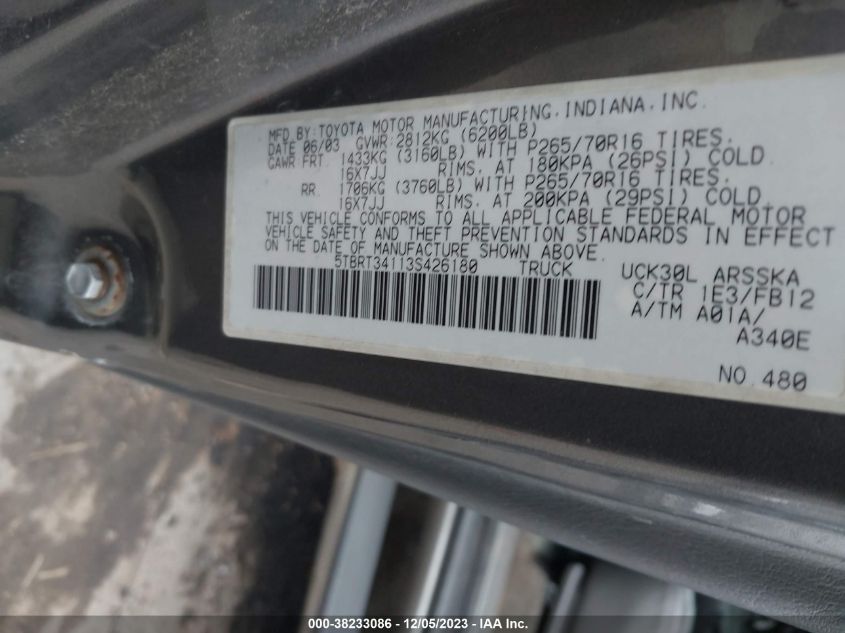 MFD.BY:TOYOTA MOTOR MANUFACTURING,INDIANA,INC.
DATE 06/03 GVWR:2812KG (6200LB)
GAWR FRT. 1433KG (3160LB) WITH P265/70R16 TIRES.
16X7JJ RIMS, AT 180KPA (26PSI) COLD.
RR. 1706KG (3760LB) WITH P265/70R16 TIRES.
16X7JJ RIMS, AT 200KPA (29PSI) COLD.
THIS VEHICLE CONFORMS TO ALL APPLICABLE FEDERAL MOTOR
VEHICLE SAFETY AND THEFT PREVENTION STANDARDS IN EFFECT
ON THE DATE OF MANUFACTURE SHOWN ABOVE.
5TBRT34113S426180 TRUCK
UCK30L ARSSKA
C/TR 1E3/FB12
A/TM A01A/
A340E
NO.480
000-38233086 - 12/05/2023 - IAA Inc.